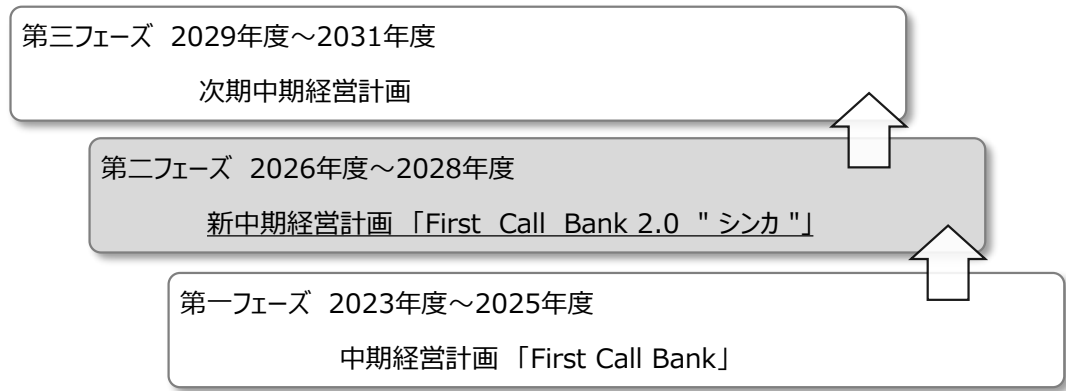 第三フェーズ 2029年度～2031年度
次期中期経営計画
第二フェーズ 2026年度～2028年度
新中期経営計画 「First Call Bank 2.0 " シンカ "」
第一フェーズ 2023年度～2025年度
中期経営計画 「First Call Bank」